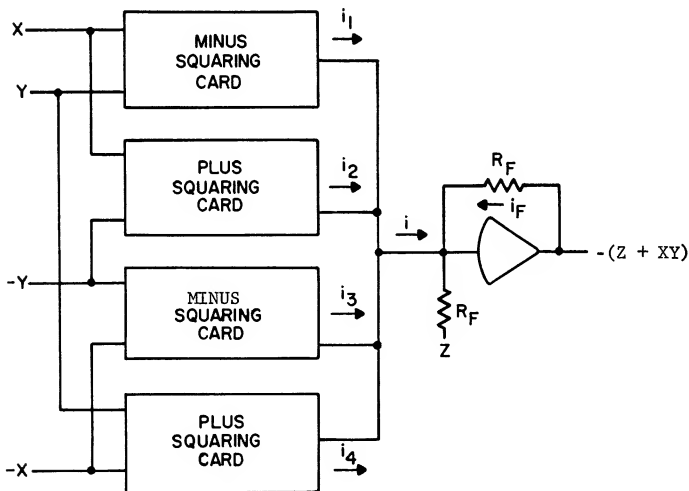 X
Y
MINUS
SQUARING
CARD
i1
PLUS
SQUARING
CARD
i2
-Y
MINUS
SQUARING
CARD
i3
PLUS
SQUARING
CARD
i4
-X
i
RF
iF
RF
Z
-(Z + XY)